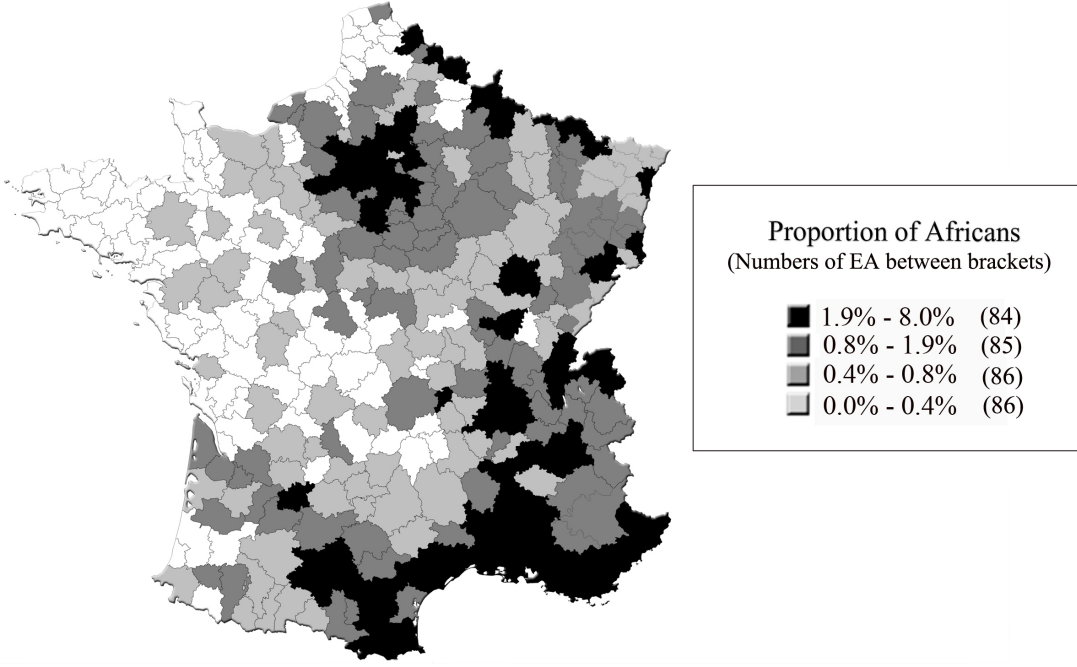 Proportion of Africans
(Numbers of EA between brackets)
1.9% - 8.0% (84)
0.8% - 1.9% (85)
0.4% - 0.8% (86)
0.0% - 0.4% (86)